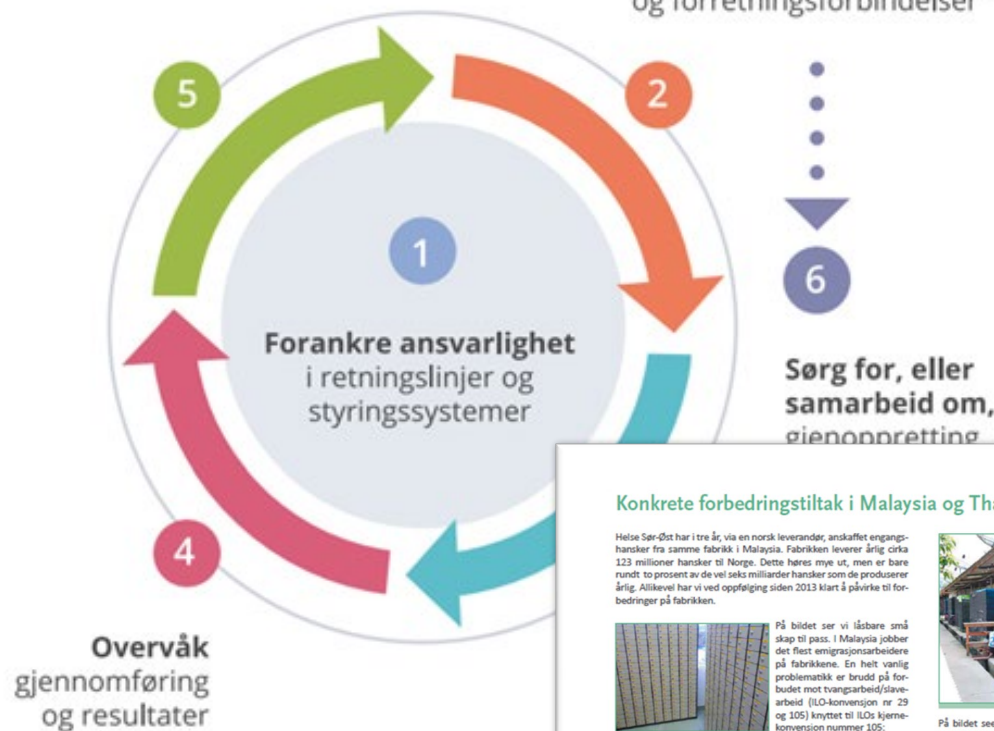 og forretningsforbindelser
5
2
1
6
Forankre ansvarlighet
i retningslinjer og
styringssystemer
Sørg for, eller
samarbeid om,
gjenoppretting
4
Overvåk
gjennomføring
og resultater
Konkrete forbedringstiltak i Malaysia og
Helse Sør-Øst har i tre år, via en norsk leverandør, anskaffet engangs-
hansker fra samme fabrikk i Malaysia. Fabrikken leverer årlig cirka
123 millioner hansker til Norge. Dette høres mye ut, men er bare
rundt to prosent av de vel seks milliarder hansker som de produserer
årlig. Allikevel har vi ved oppfølging siden 2013 klart å påvirke til for-
bedringer på fabrikken.
På bildet ser vi låsbare små
skap til pass. I Malaysia jobber
det flest emigrasjonsarbeidere
på fabrikkene. En helt vanlig
problematikk er brudd på for-
budet mot tvangsarbeid/slave-
arbeid (ILO-konvensjon nr 29
og 105) knyttet til ILOs kjerne-
konvensjon nummer 105:
På bildet